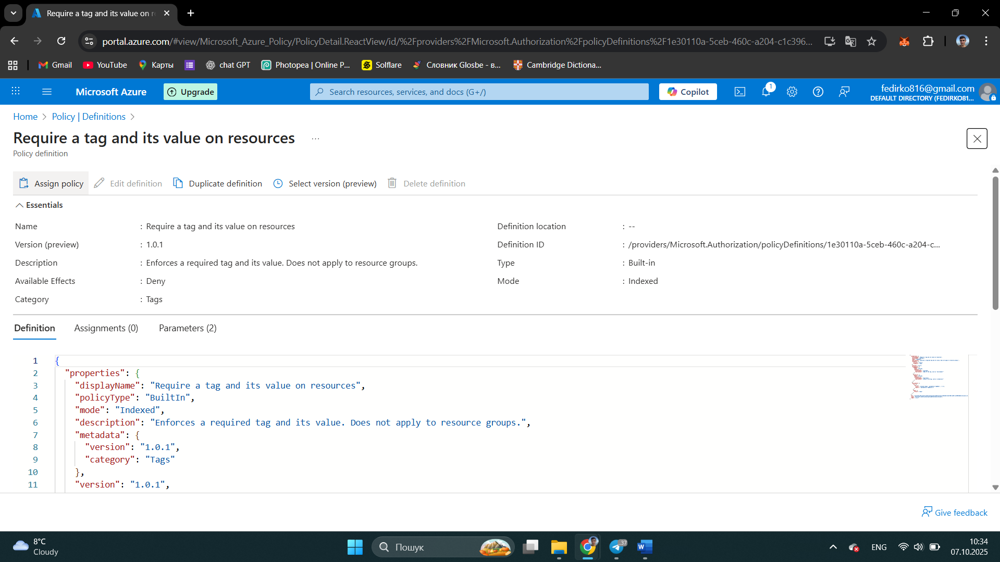 Require a tag and its value on r
portal.azure.com/#view/Microsoft_Azure_Policy/PolicyDetail.ReactView/id/%2Fproviders%2FMicrosoft.Authorization%2FpolicyDefinitions%2F1e30110a-5ceb-460c-a204-c1c396...
Gmail
YouTube
Карты
chat GPT
Photopea | Online P...
Solflare
Словник Glosbe - в...
Cambridge Dictiona...
Microsoft Azure
Upgrade
Search resources, services, and docs (G+/)
Copilot
1
fedirko816@gmail.com
DEFAULT DIRECTORY (FEDIRKO81...
Home > Policy | Definitions >
Require a tag and its value on resources ...
Policy definition
Assign policy
Edit definition
Duplicate definition
Select version (preview)
Delete definition
Essentials
Name : Require a tag and its value on resources
Definition location : --
Version (preview) : 1.0.1
Definition ID : /providers/Microsoft.Authorization/policyDefinitions/1e30110a-5ceb-460c-a204-c...
Description : Enforces a required tag and its value. Does not apply to resource groups.
Type : Built-in
Available Effects : Deny
Mode : Indexed
Category : Tags
Definition
Assignments (0)
Parameters (2)
1 {
2 "properties": {
3 "displayName": "Require a tag and its value on resources",
4 "policyType": "BuiltIn",
5 "mode": "Indexed",
6 "description": "Enforces a required tag and its value. Does not apply to resource groups.",
7 "metadata": {
8 "version": "1.0.1",
9 "category": "Tags"
10 },
11 "version": "1.0.1",
Give feedback
8°C
Cloudy
Пошук
37
ENG
10:34
07.10.2025